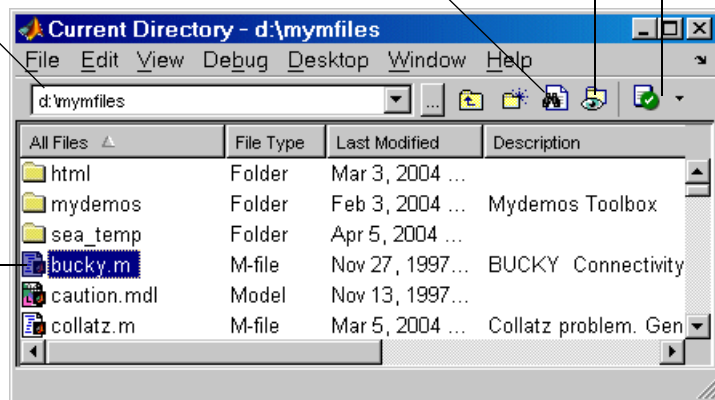 Current Directory - d:\mymfiles
File Edit View Debug Desktop Window Help
d:\mymfiles ...
All Files File Type Last Modified Description
html Folder Mar 3, 2004 ...
mydemos Folder Feb 3, 2004 ... Mydemos Toolbox
sea_temp Folder Apr 5, 2004 ...
bucky.m M-file Nov 27, 1997... BUCKY Connectivity
caution.mdl Model Nov 13, 1997...
collatz.m M-file Mar 5, 2004 ... Collatz problem. Gen